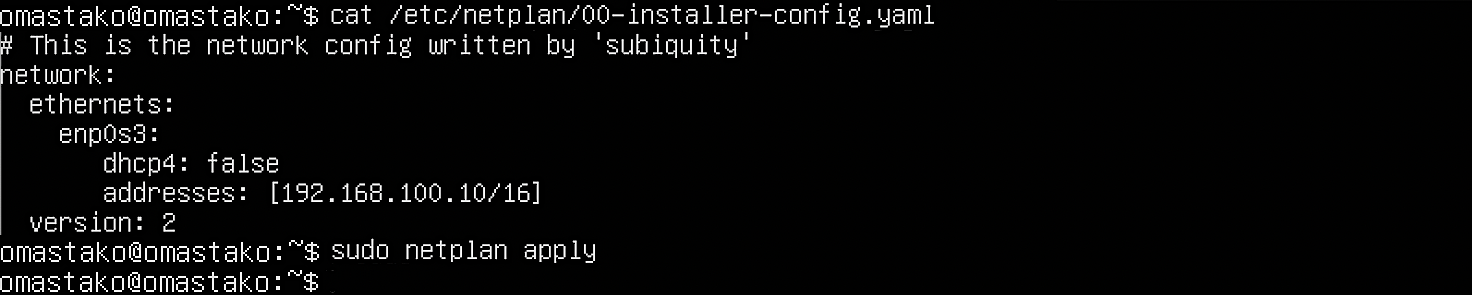 omastako@omastako:~$ cat /etc/netplan/00-installer-config.yaml
# This is the network config written by 'subiquity'
network:
  ethernets:
    enp0s3:
       dhcp4: false
       addresses: [192.168.100.10/16]
  version: 2
omastako@omastako:~$ sudo netplan apply
omastako@omastako:~$